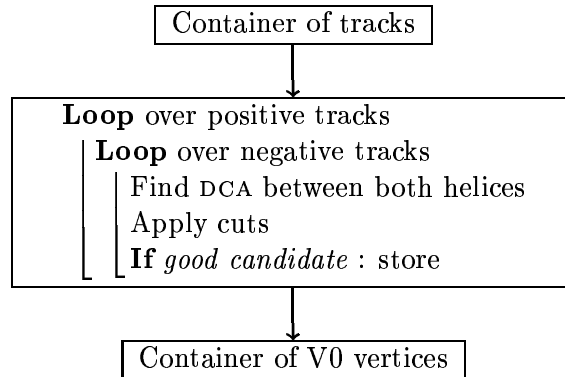 Container of tracks
Loop over positive tracks
Loop over negative tracks
Find DCA between both helices
Apply cuts
If good candidate : store
Container of V0 vertices